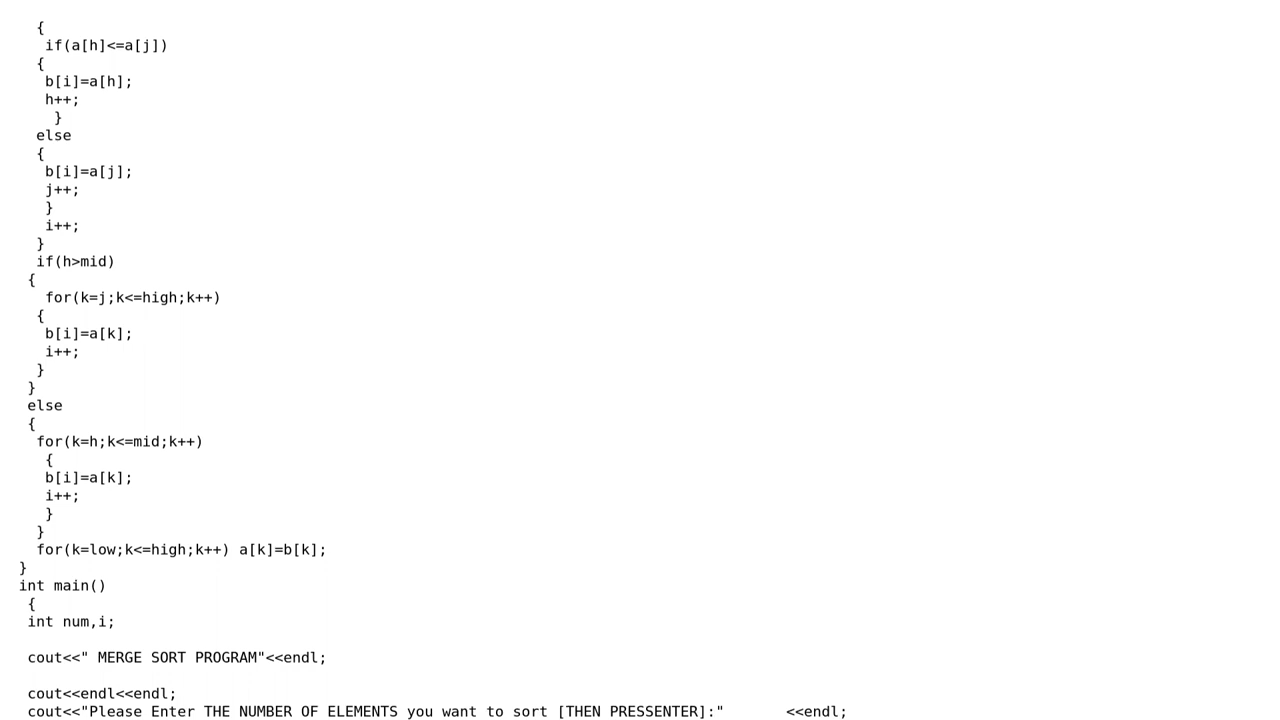 {
if(a[h]<=a[j])
{
b[i]=a[h];
h++;
}
else
{
b[i]=a[j];
j++;
}
i++;
}
if(h>mid)
{
for(k=j;k<=high;k++)
{
b[i]=a[k];
i++;
}
}
else
{
for(k=h;k<=mid;k++)
{
b[i]=a[k];
i++;
}
}
for(k=low;k<=high;k++) a[k]=b[k];
}
int main()
{
int num,i;
cout<<" MERGE SORT PROGRAM"<<endl;
cout<<endl<<endl;
cout<<"Please Enter THE NUMBER OF ELEMENTS you want to sort [THEN PRESSENTER]:"       <<endl;